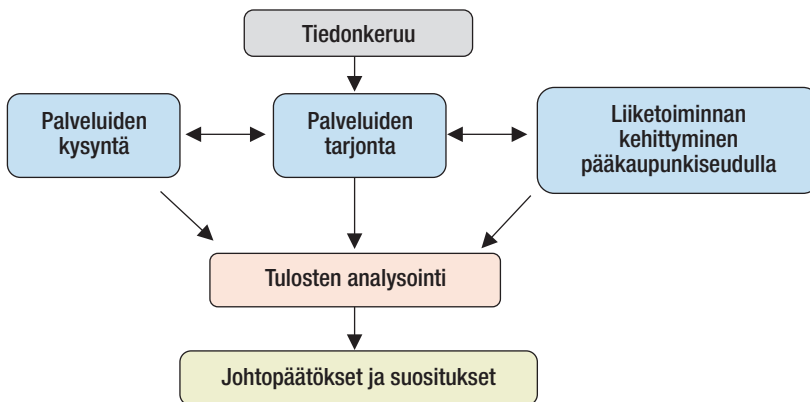 Tiedonkeruu
Palveluiden
kysyntä
Palveluiden
tarjonta
Liiketoiminnan
kehittyminen
pääkaupunkiseudulla
Tulosten analysointi
Johtopäätökset ja suositukset